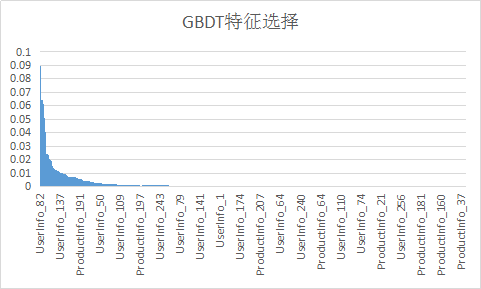 GBDT特征选择
0.1
0.09
0.08
0.07
0.06
0.05
0.04
0.03
0.02
0.01
0
UserInfo_82
UserInfo_137
ProductInfo_191
UserInfo_50
UserInfo_109
ProductInfo_197
UserInfo_243
UserInfo_79
UserInfo_141
UserInfo_1
UserInfo_174
ProductInfo_207
UserInfo_64
UserInfo_240
ProductInfo_64
UserInfo_110
UserInfo_74
ProductInfo_21
UserInfo_256
ProductInfo_181
ProductInfo_160
ProductInfo_37